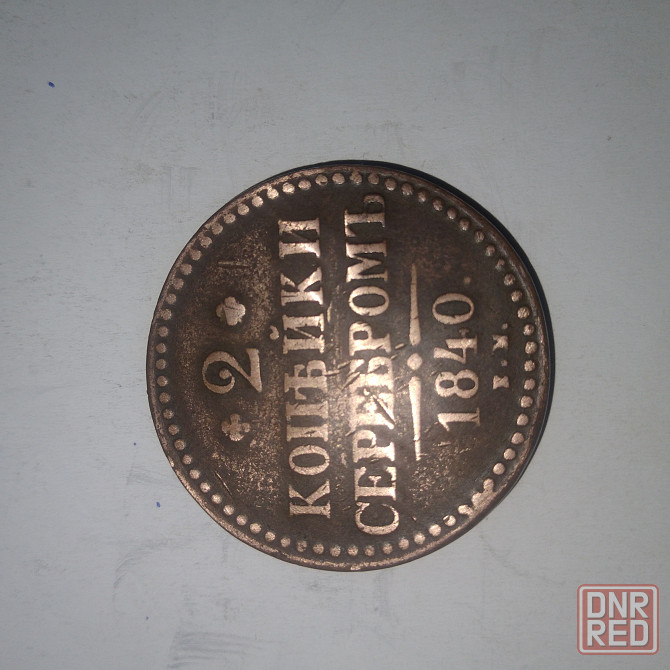 2
КОПѢЙКИ
СЕРЕБРОМЪ
1840.
DNR
RED